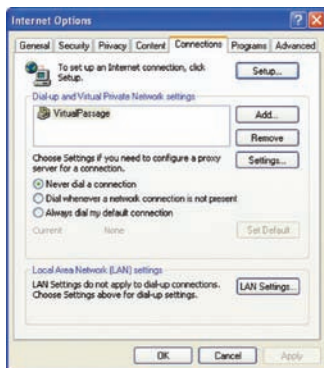 Internet Options
General Security Privacy Content Connections Programs Advanced
To set up an Internet connection, click
Setup.
Setup...
Dial-up and Virtual Private Network settings
VirtualPassage
Add...
Remove
Choose Settings if you need to configure a proxy
server for a connection.
Settings...
Never dial a connection
Dial whenever a network connection is not present
Always dial my default connection
Current None
Set Default
Local Area Network (LAN) settings
LAN Settings do not apply to dial-up connections.
Choose Settings above for dial-up settings.
LAN Settings...
OK Cancel Apply